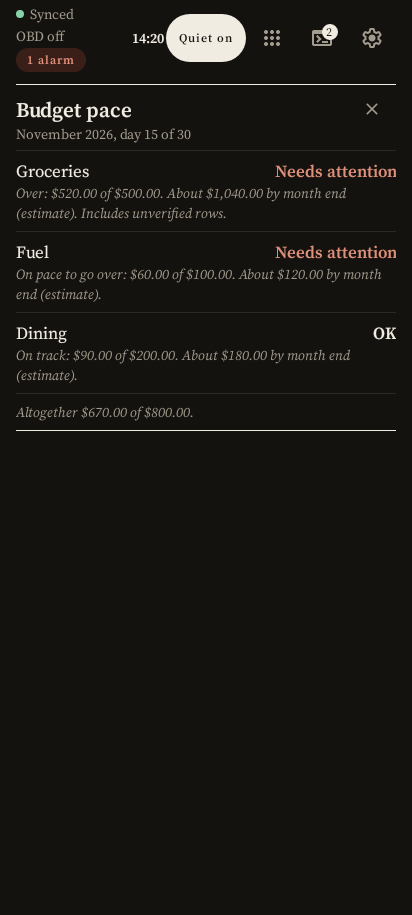 Synced
OBD off
1 alarm
14:20
Quiet on
2
Budget pace
November 2026, day 15 of 30
Groceries
Needs attention
Over: $520.00 of $500.00. About $1,040.00 by month end
(estimate). Includes unverified rows.
Fuel
Needs attention
On pace to go over: $60.00 of $100.00. About $120.00 by month
end (estimate).
Dining
OK
On track: $90.00 of $200.00. About $180.00 by month end
(estimate).
Altogether $670.00 of $800.00.